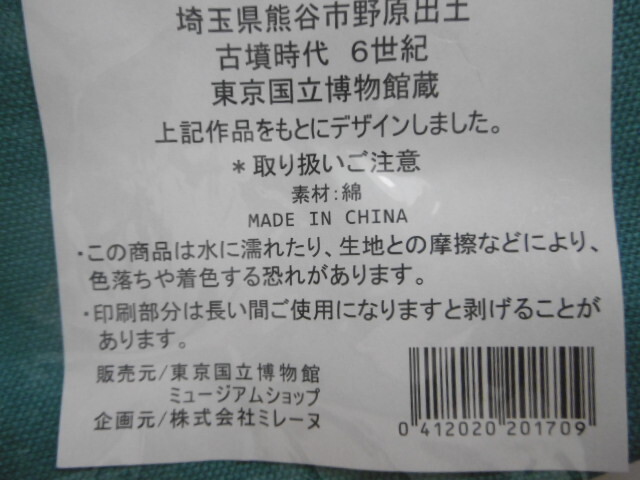 埼玉県熊谷市野原出土
古墳時代 6世紀
東京国立博物館蔵
上記作品をもとにデザインしました。
*取り扱いご注意
素材:綿
MADE IN CHINA
・この商品は水に濡れたり、生地との摩擦などにより、
色落ちや着色する恐れがあります。
・印刷部分は長い間ご使用になりますと剥げることが
あります。
販売元/東京国立博物館
ミュージアムショップ
企画元/株式会社ミレーヌ
0 412020 201709